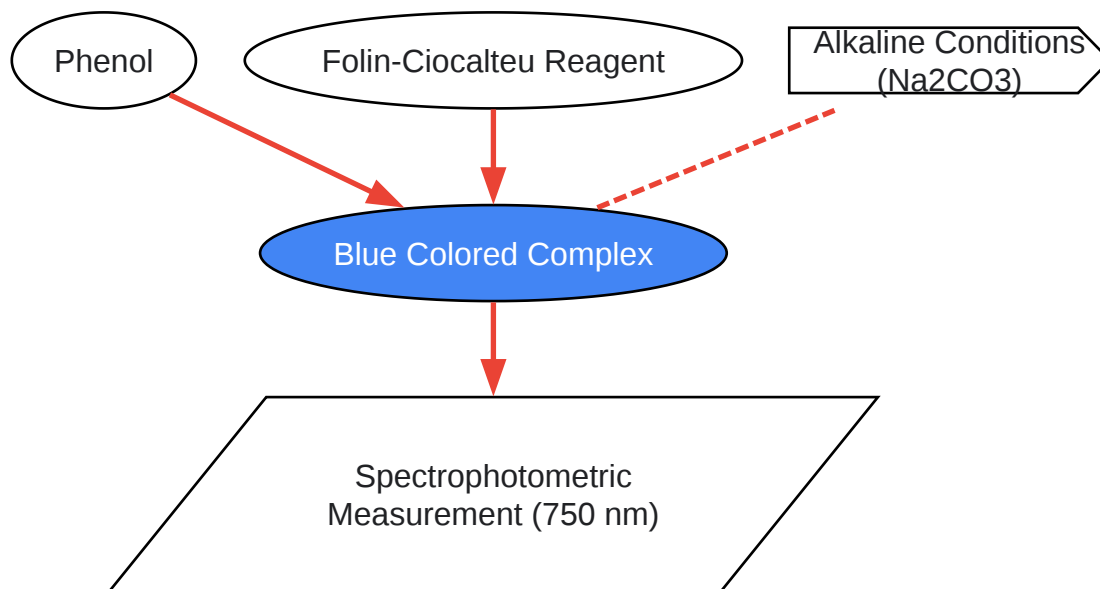 Phenol
Folin-Ciocalteu Reagent
Alkaline Conditions
(Na2CO3)
Blue Colored Complex
Spectrophotometric
Measurement (750 nm)